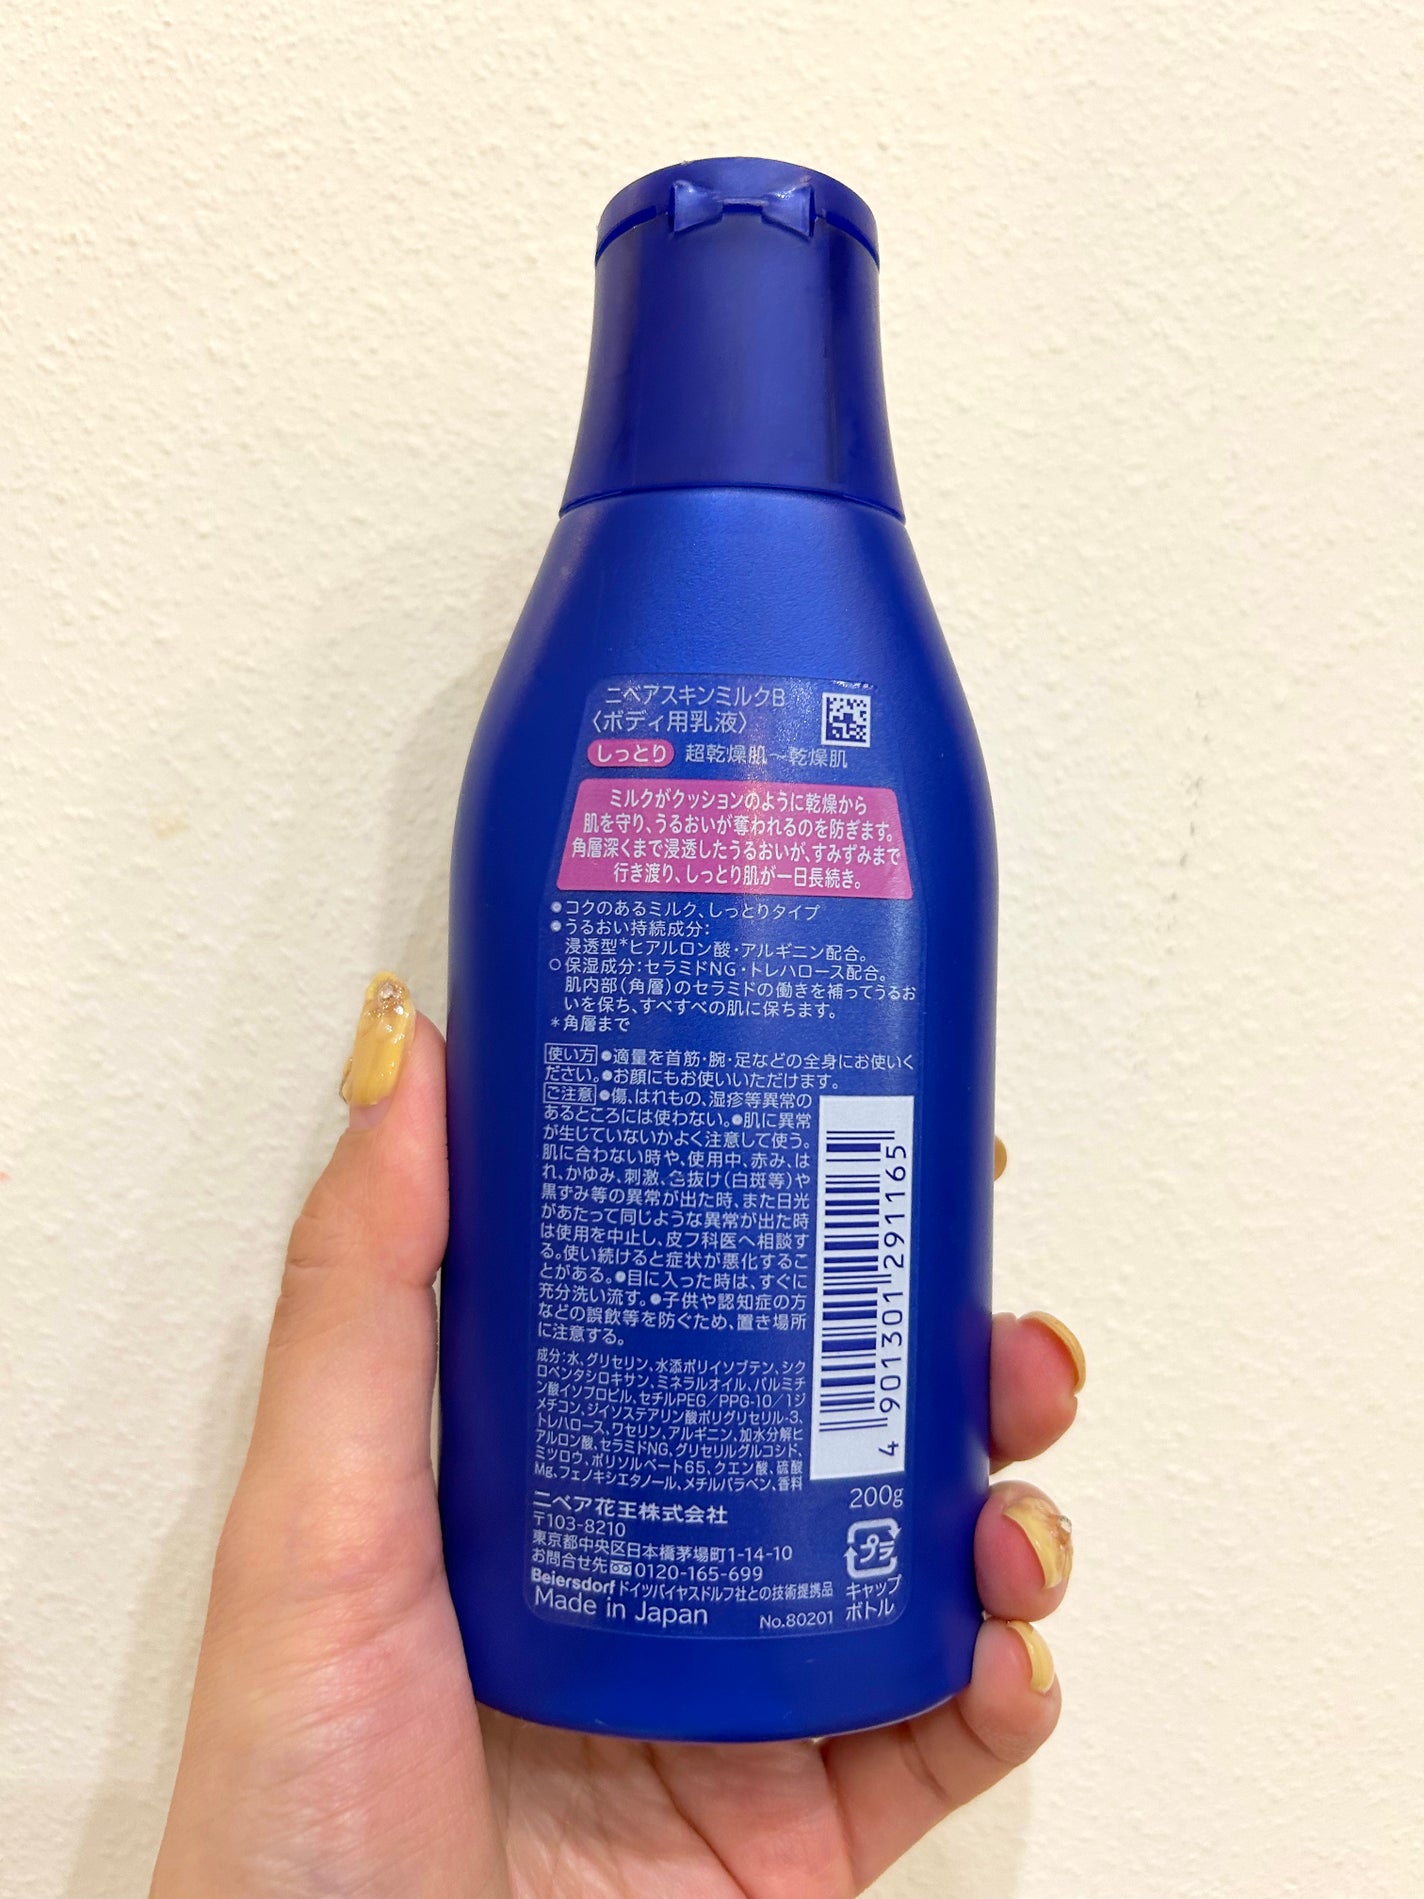 ニベアスキンミルクB
〈ボディ用乳液〉
しっとり 超乾燥肌～乾燥肌
ミルクがクッションのように乾燥から
肌を守り、うるおいが奪われるのを防ぎます。
角層深くまで浸透したうるおいが、すみずみまで
行き渡り、しっとり肌が一日長続き。
●コクのあるミルク、しっとりタイプ
●うるおい持続成分：
浸透型*ヒアルロン酸・アルギニン配合。
○保湿成分：セラミドNG・トレハロース配合。
肌内部（角層）のセラミドの働きを補ってうるお
いを保ち、すべすべの肌に保ちます。
*角層まで
使い方 ●適量を首筋・腕・足などの全身にお使いく
ださい。●お顔にもお使いいただけます。
ご注意 ●傷、はれもの、湿疹等異常の
あるところには使わない。●肌に異常
が生じていないかよく注意して使う。
肌に合わない時や、使用中、赤み、は
れ、かゆみ、刺激、色抜け（白斑等）や
黒ずみ等の異常が出た時、また日光
があたって同じような異常が出た時
は使用を中止し、皮フ科医へ相談す
る。使い続けると症状が悪化するこ
とがある。●目に入った時は、すぐに
充分洗い流す。●子供や認知症の方
などの誤飲等を防ぐため、置き場所
に注意する。
成分：水、グリセリン、水添ポリイソブテン、シク
ロペンタシロキサン、ミネラルオイル、パルミチ
ン酸イソプロピル、セチルPEG／PPG-10／1ジ
メチコン、ジイソステアリン酸ポリグリセリル-3、
トレハロース、ワセリン、アルギニン、加水分解ヒ
アルロン酸、セラミドNG、グリセリルグルコシド、
ミツロウ、ポリソルベート65、クエン酸、硫酸
Mg、フェノキシエタノール、メチルパラベン、香料
4 901301 291165
200g
ニベア花王株式会社
〒103-8210
東京都中央区日本橋茅場町1-14-10
お問合せ先 0120-165-699
Beiersdorf ドイツバイヤスドルフ社との技術提携品
Made in Japan No.80201
プラ
キャップ
ボトル